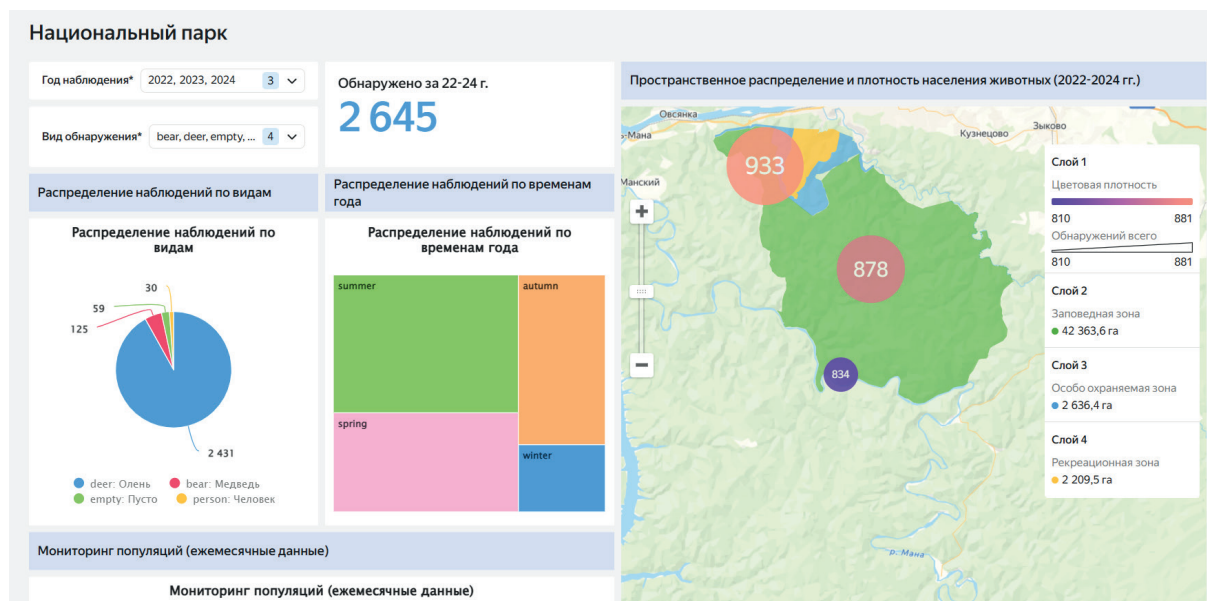 Национальный парк
Год наблюдения* 2022, 2023, 2024 3
Вид обнаружения* bear, deer, empty, ... 4
Обнаружено за 22-24 г.
2 645
Распределение наблюдений по видам
Распределение наблюдений по
видам
30
59
125
2 431
deer: Олень bear: Медведь
empty: Пусто person: Человек
Распределение наблюдений по временам
года
Распределение наблюдений по
временам года
summer
autumn
spring
winter
Мониторинг популяций (ежемесячные данные)
Мониторинг популяций (ежемесячные данные)
Пространственное распределение и плотность населения животных (2022-2024 гг.)
Овсянка
Зыково
Кузнецово
-Мана
Манский
933
878
834
р. Мана
+
−
Слой 1
Цветовая плотность
810 881
Обнаружений всего
810 881
Слой 2
Заповедная зона
42 363,6 га
Слой 3
Особо охраняемая зона
2 636,4 га
Слой 4
Рекреационная зона
2 209,5 га